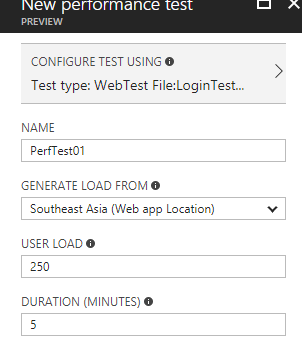 New performance test
PREVIEW
CONFIGURE TEST USING
Test type: WebTest File:LoginTest...
NAME
PerfTest01
GENERATE LOAD FROM
Southeast Asia (Web app Location)
USER LOAD
250
DURATION (MINUTES)
5